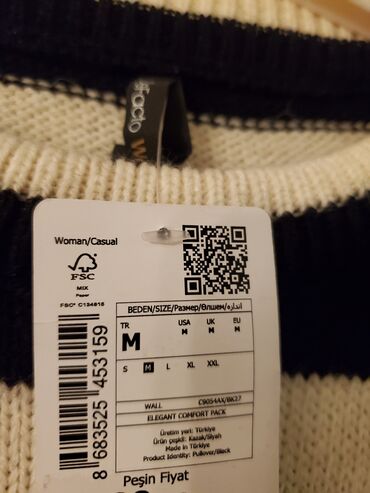 facto W
Woman/Casual
FSC
MIX
Paper
FSC® C124815
BEDEN/SIZE/Размер/Өлшем/اندازه
TR USA UK EU
M M M M
S M L XL XXL
WALL C9054AX/BK27
ELEGANT COMFORT PACK
Üretim yeri: Türkiye
Ürün çeşidi: Kazak/Siyah
Made in Türkiye
Product Identity: Pullover/Black
8 683525 453159
Peşin Fiyat